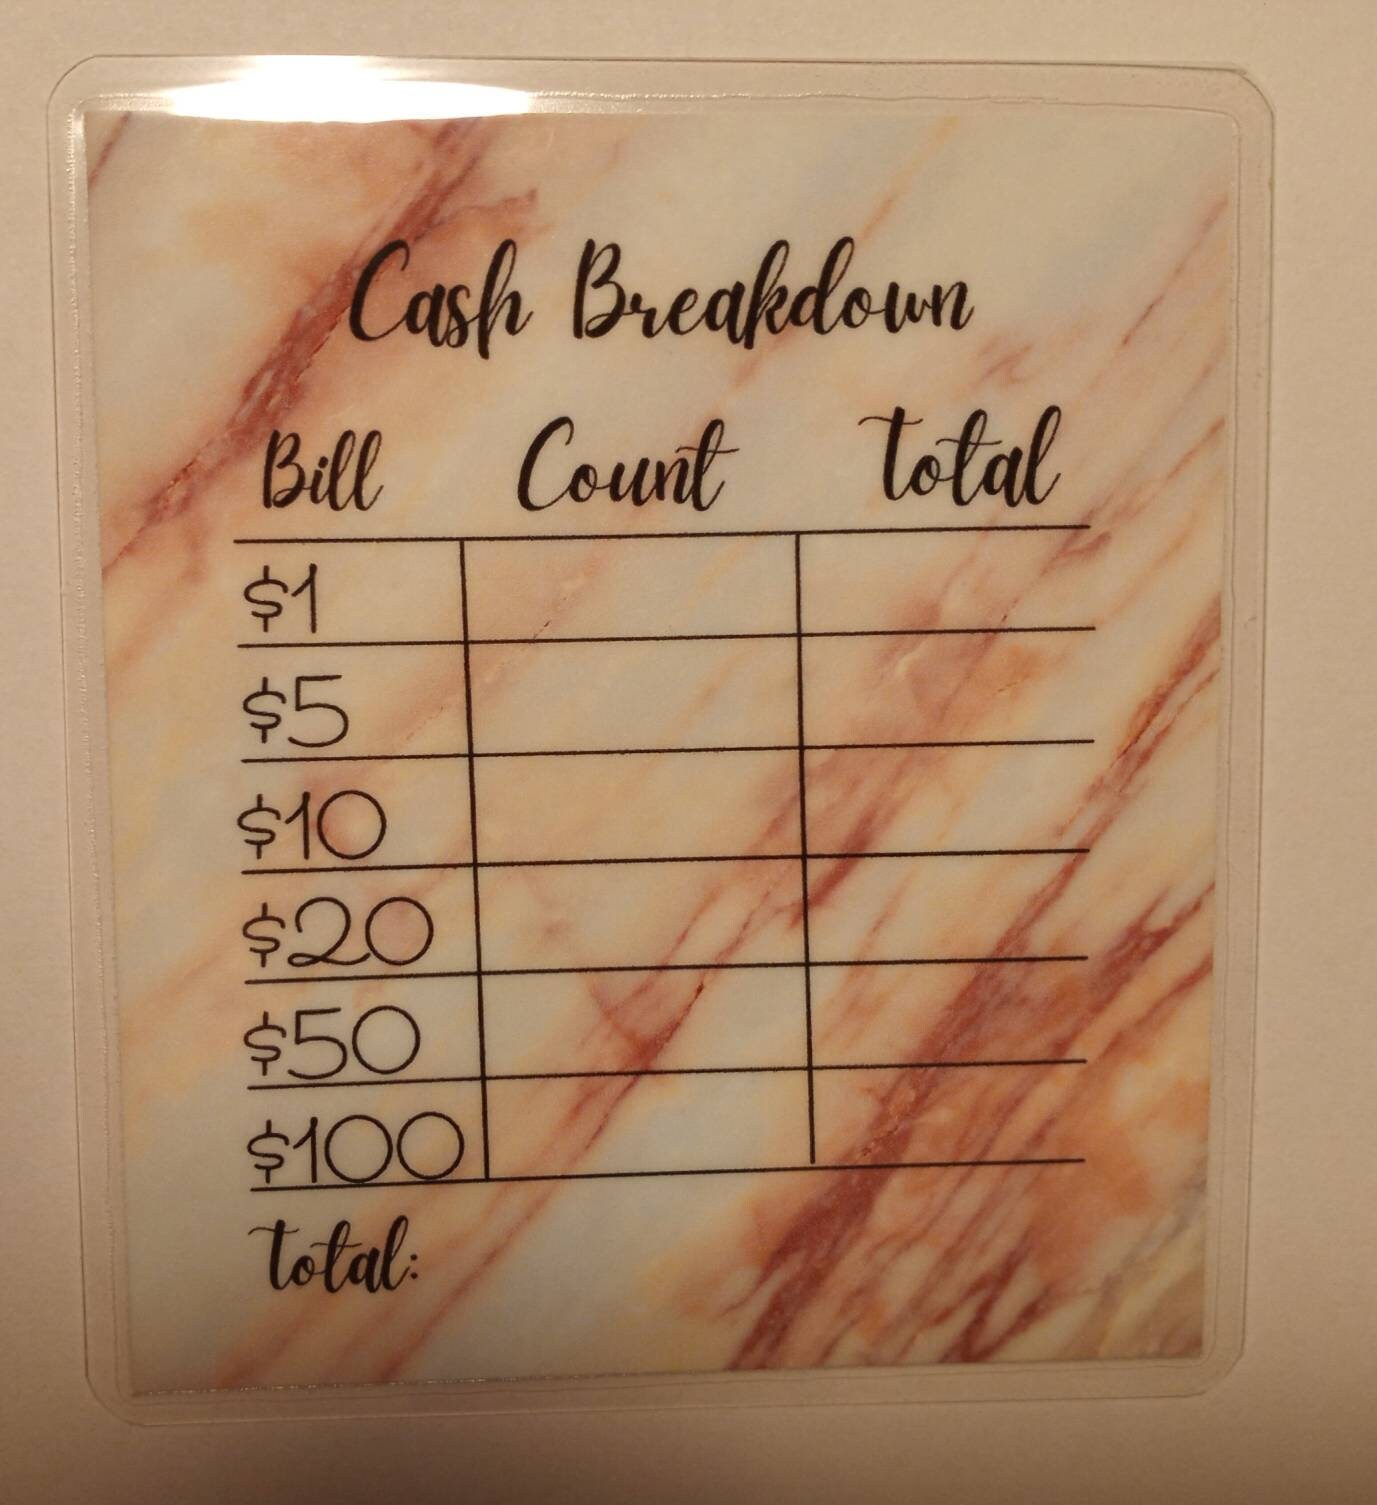 Cash Breakdown
Bill Count Total
$1
$5
$10
$20
$50
$100
Total: